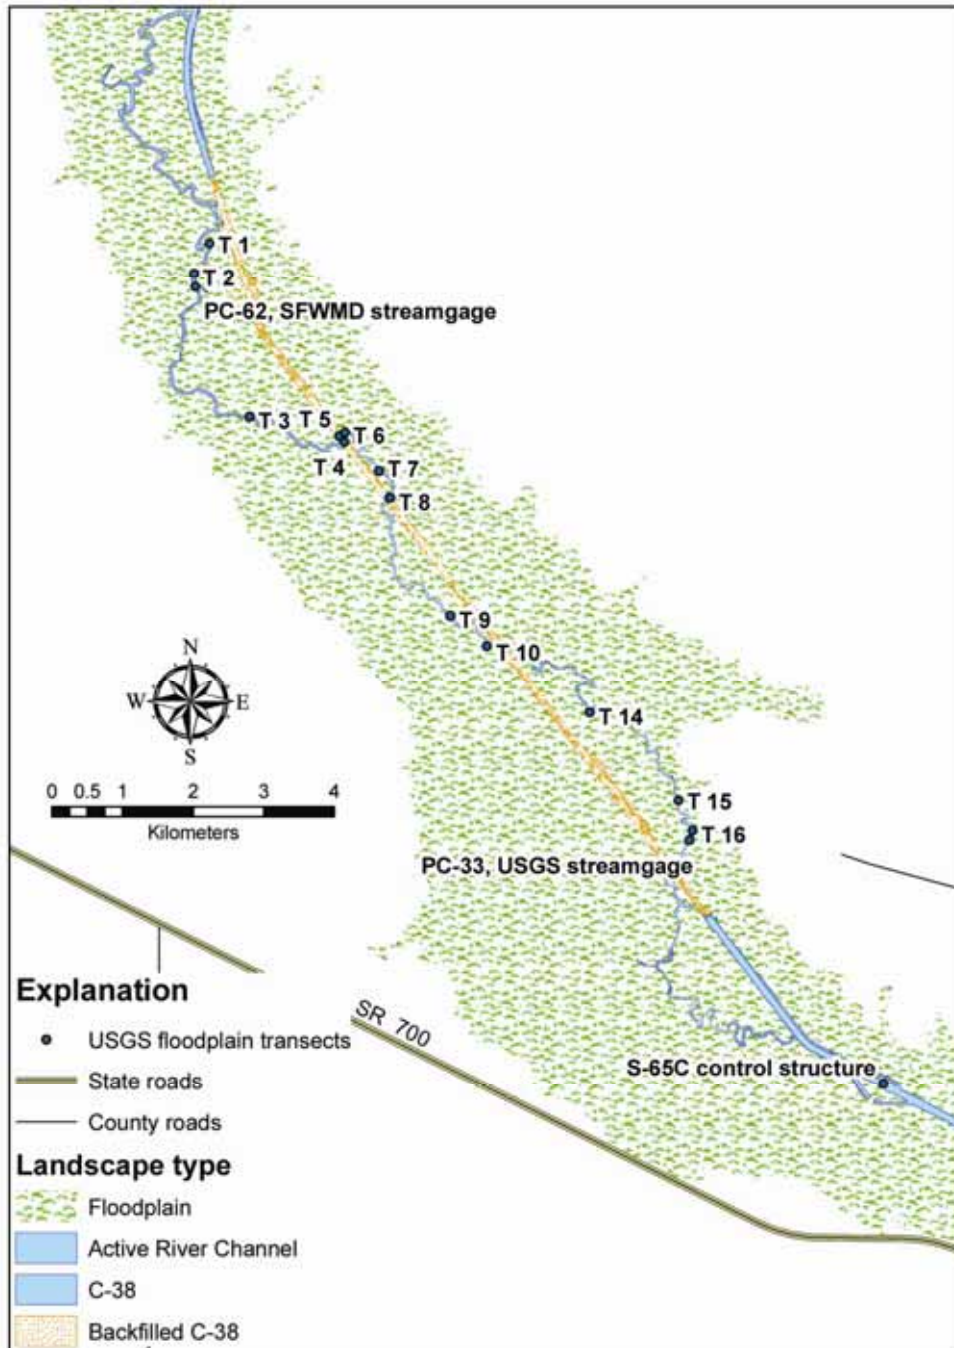 T 1
T 2
PC-62, SFWMD streamgage
T 3
T 5
T 6
T 4
T 7
T 8
T 9
T 10
T 14
T 15
T 16
PC-33, USGS streamgage
N
W
E
S
0 0.5 1 2 3 4
Kilometers
SR 700
S-65C control structure
Explanation
USGS floodplain transects
State roads
County roads
Landscape type
Floodplain
Active River Channel
C-38
Backfilled C-38